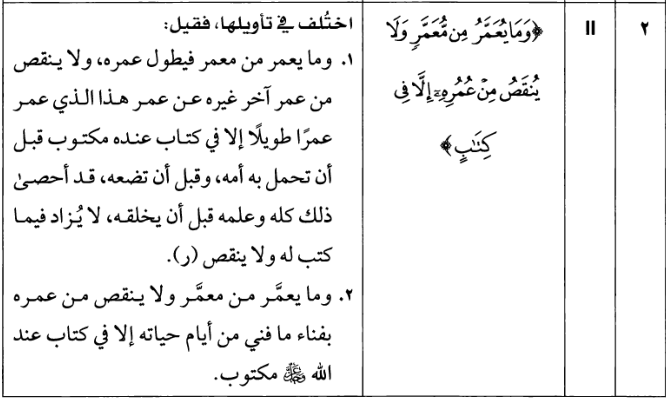 ٢
١١
﴿وَمَا يُعَمَّرُ مِن مُّعَمَّرٍ وَلَا
يُنقَصُ مِنْ عُمُرِهِۦٓ إِلَّا فِى
كِتَٰبٍ﴾
اختُلف في تأويلها، فقيل:
١. وما يعمر من معمر فيطول عمره، ولا ينقص
من عمر آخر غيره عن عمر هذا الذي عمر
عمرًا طويلًا إلا في كتاب عنده مكتوب قبل
أن تحمل به أمه، وقبل أن تضعه، قد أحصىٰ
ذلك كله وعلمه قبل أن يخلقه، لا يُزاد فيما
كتب له ولا ينقص (ر).
٢. وما يعمَّر من معمَّر ولا ينقص من عمره
بفناء ما فني من أيام حياته إلا في كتاب عند
الله ﷻ مكتوب.